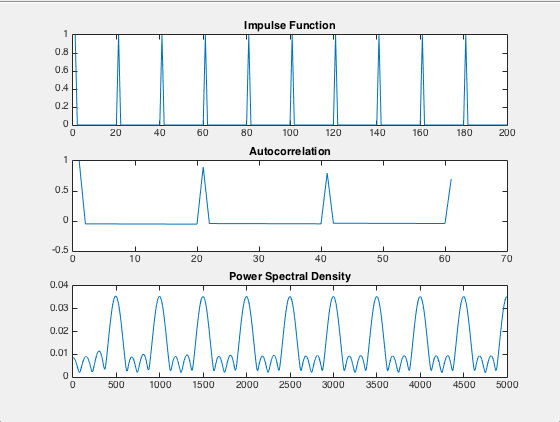 Impulse Function
1
0.8
0.6
0.4
0.2
0
0 20 40 60 80 100 120 140 160 180 200
Autocorrelation
1
0.5
0
-0.5
0 10 20 30 40 50 60 70
Power Spectral Density
0.04
0.03
0.02
0.01
0
0 500 1000 1500 2000 2500 3000 3500 4000 4500 5000